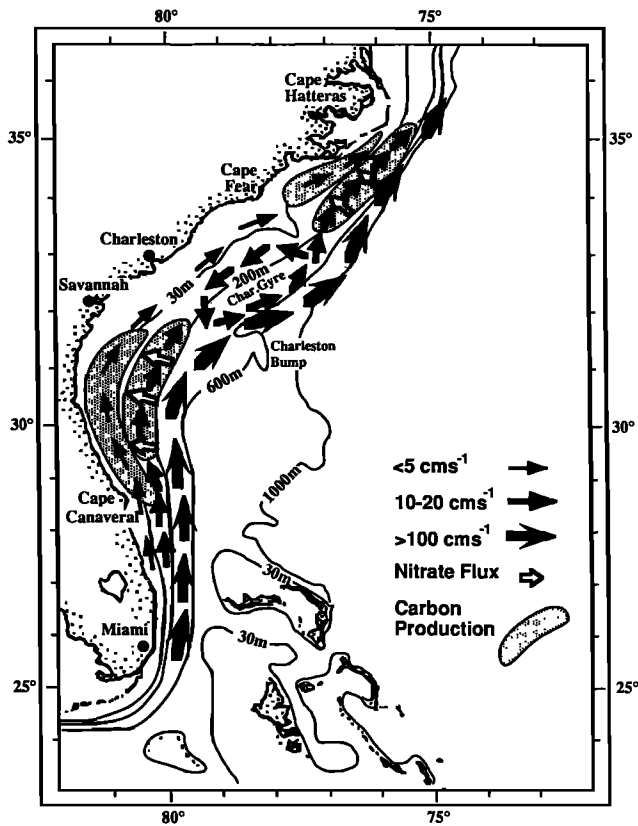 80°
75°
Cape
Hatteras
35°
35°
Cape
Fear
Charleston
30m
200m
Char. Gyre
Savannah
Charleston
Bump
600m
30°
30°
1000m
<5 cms⁻¹
10-20 cms⁻¹
>100 cms⁻¹
Nitrate Flux
Carbon
Production
Cape
Canaveral
30m
30m
Miami
25°
25°
80°
75°